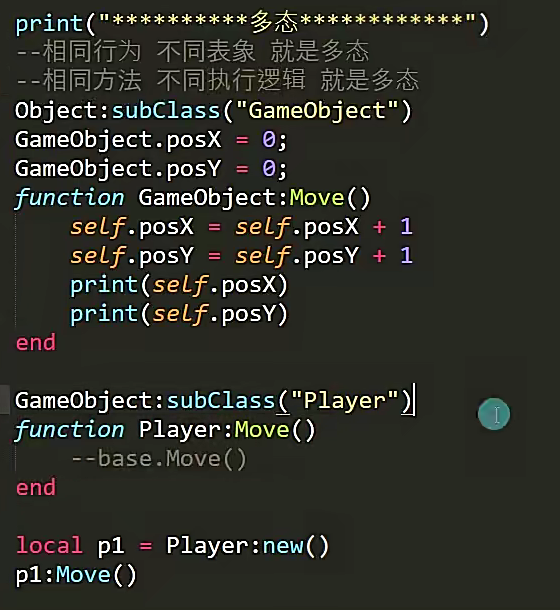 print("**********多态************")
--相同行为 不同表象 就是多态
--相同方法 不同执行逻辑 就是多态
Object:subClass("GameObject")
GameObject.posX = 0;
GameObject.posY = 0;
function GameObject:Move()
    self.posX = self.posX + 1
    self.posY = self.posY + 1
    print(self.posX)
    print(self.posY)
end

GameObject:subClass("Player")
function Player:Move()
    --base.Move()
end

local p1 = Player:new()
p1:Move()